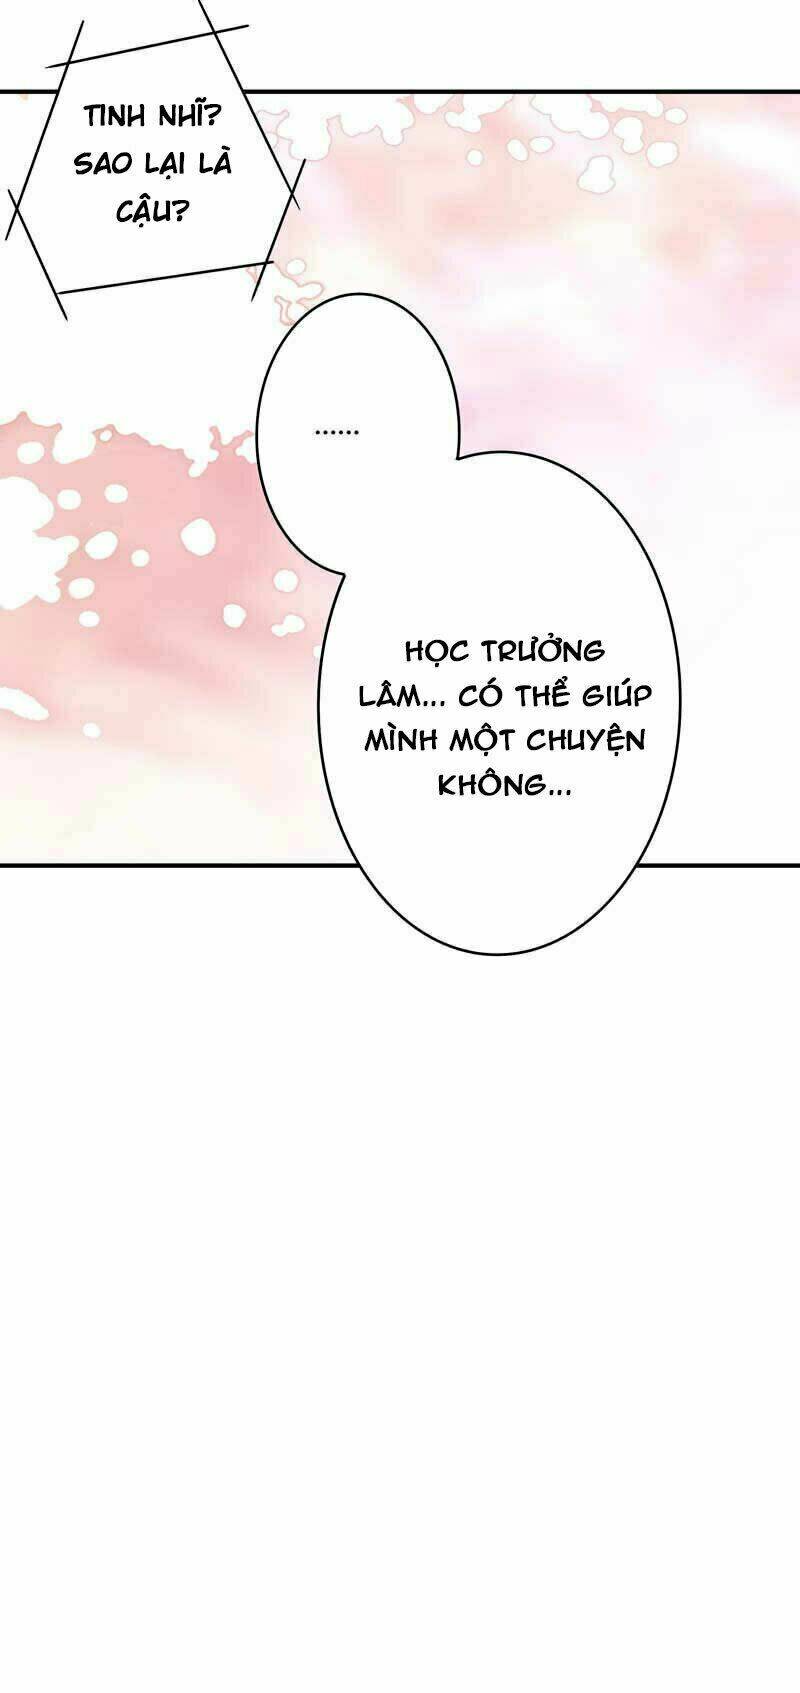 TINH NHĨ?
SAO LẠI LÀ
CẬU?
......
HỌC TRƯỞNG
LÂM... CÓ THỂ GIÚP
MÌNH MỘT CHUYỆN
KHÔNG...